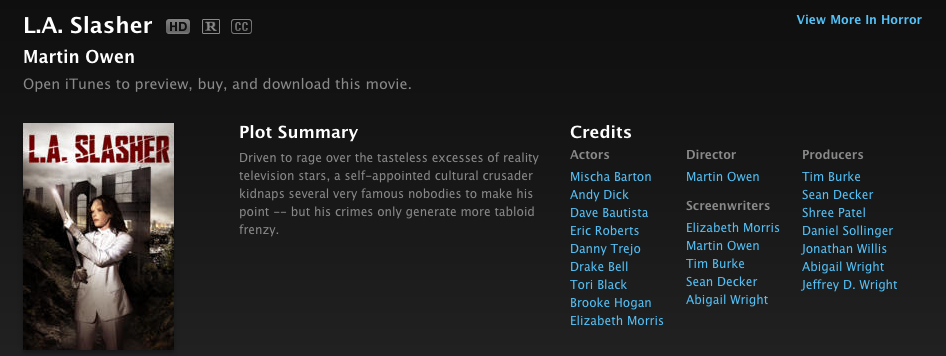 L.A. Slasher HD R CC
View More In Horror
Martin Owen
Open iTunes to preview, buy, and download this movie.
L.A. SLASHER
Plot Summary
Driven to rage over the tasteless excesses of reality
television stars, a self-appointed cultural crusader
kidnaps several very famous nobodies to make his
point -- but his crimes only generate more tabloid
frenzy.
Credits
Actors
Mischa Barton
Andy Dick
Dave Bautista
Eric Roberts
Danny Trejo
Drake Bell
Tori Black
Brooke Hogan
Elizabeth Morris
Director
Martin Owen
Screenwriters
Elizabeth Morris
Martin Owen
Tim Burke
Sean Decker
Abigail Wright
Producers
Tim Burke
Sean Decker
Shree Patel
Daniel Sollinger
Jonathan Willis
Abigail Wright
Jeffrey D. Wright